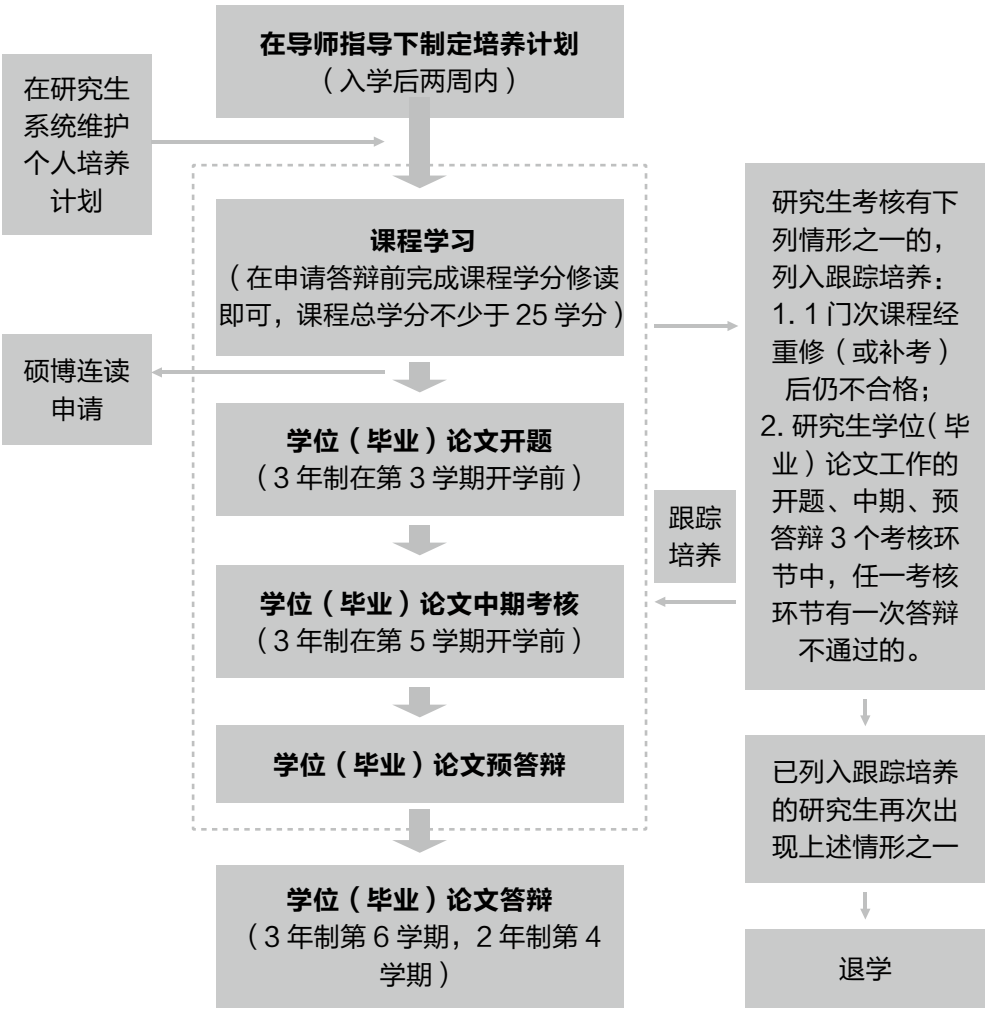 在导师指导下制定培养计划
（入学后两周内）
在研究生
系统维护
个人培养
计划
课程学习
（在申请答辩前完成课程学分修读
即可，课程总学分不少于 25 学分）
硕博连读
申请
学位（毕业）论文开题
（3 年制在第 3 学期开学前）
学位（毕业）论文中期考核
（3 年制在第 5 学期开学前）
学位（毕业）论文预答辩
学位（毕业）论文答辩
（3 年制第 6 学期，2 年制第 4
学期）
跟踪
培养
研究生考核有下
列情形之一的，
列入跟踪培养：
1. 1 门次课程经
重修（或补考）
后仍不合格；
2. 研究生学位（毕
业）论文工作的
开题、中期、预
答辩 3 个考核环
节中，任一考核
环节有一次答辩
不通过的。
已列入跟踪培养
的研究生再次出
现上述情形之一
退学